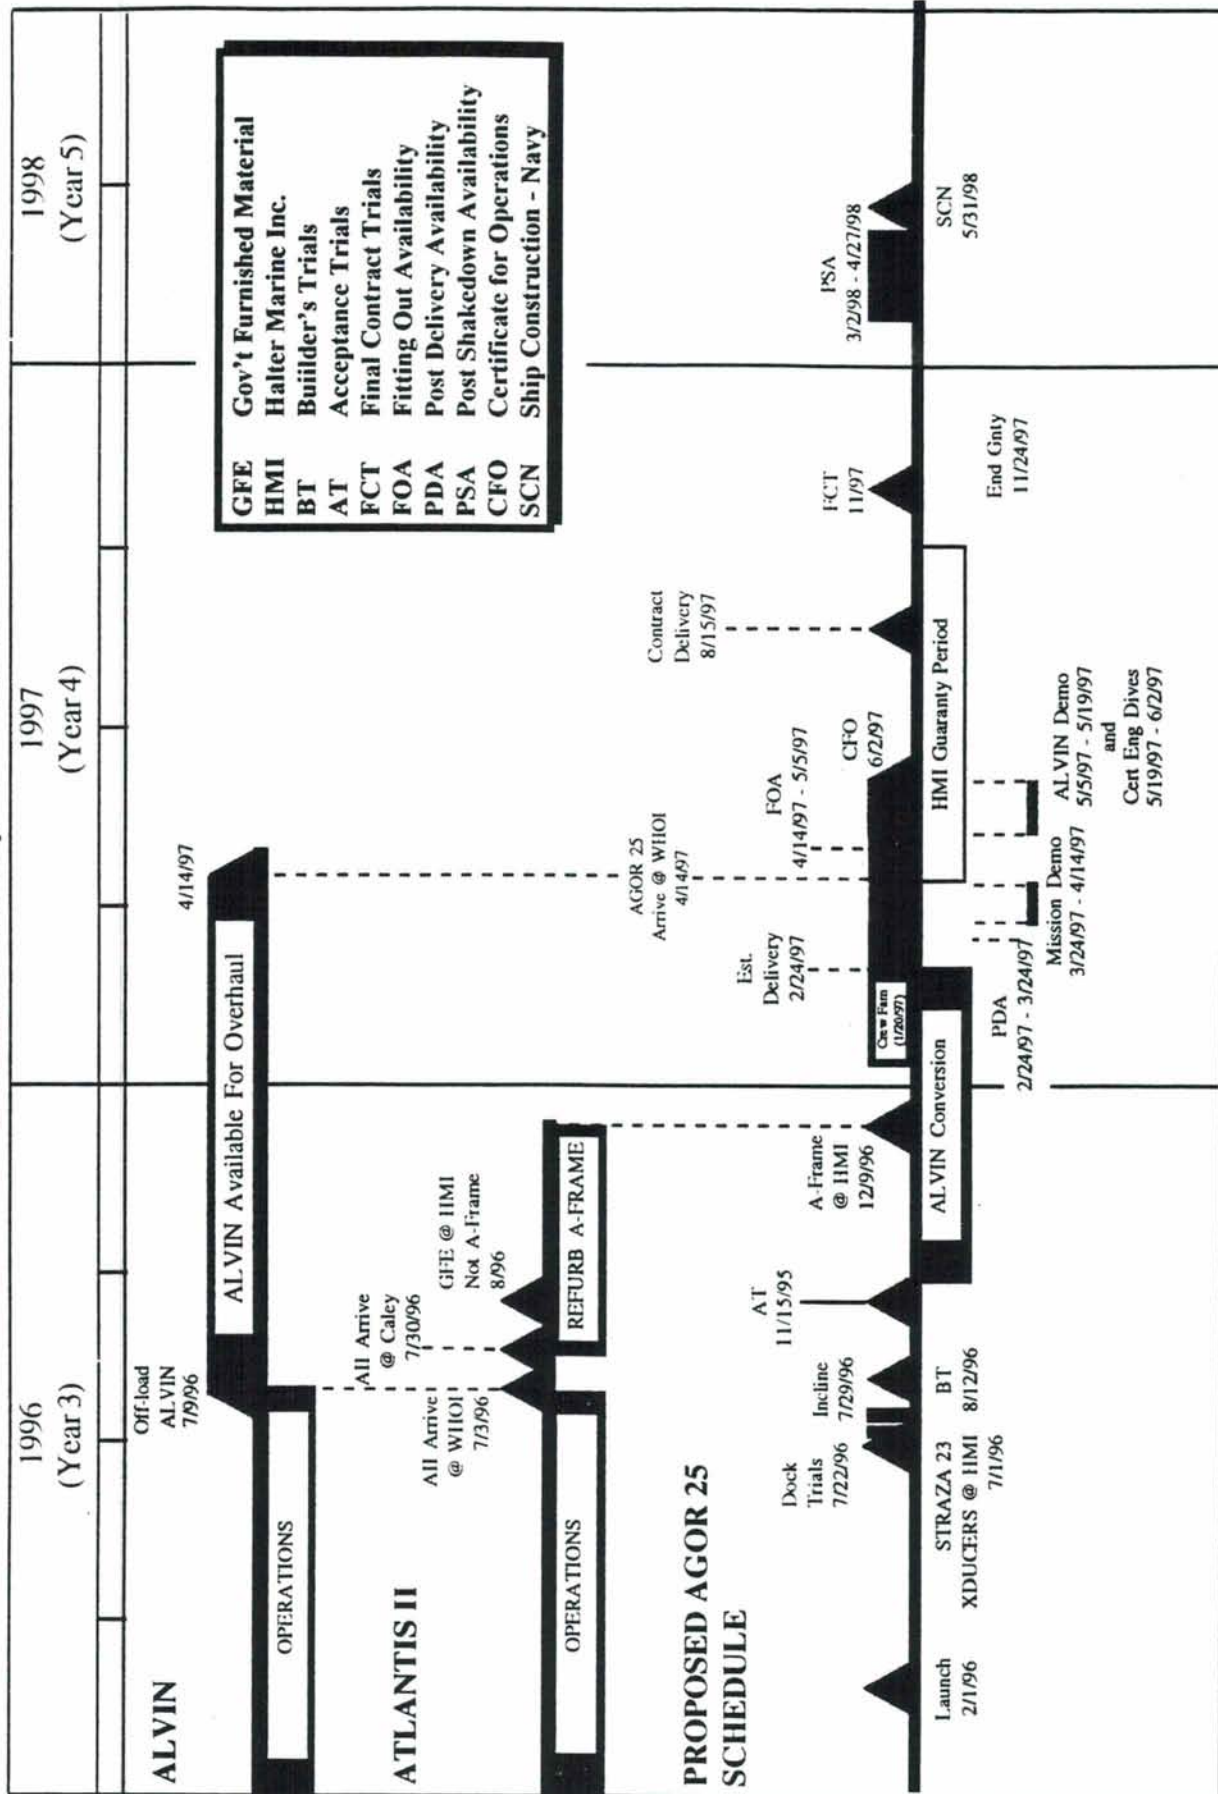 1996
(Year 3)
1997
(Year 4)
1998
(Year 5)
ALVIN
Off-load
ALVIN
7/9/96
4/14/97
OPERATIONS
ALVIN Available For Overhaul
GFE Gov't Furnished Material
HMI Halter Marine Inc.
BT Buiilder's Trials
AT Acceptance Trials
FCT Final Contract Trials
FOA Fitting Out Availability
PDA Post Delivery Availability
PSA Post Shakedown Availability
CFO Certificate for Operations
SCN Ship Construction - Navy
ATLANTIS II
All Arrive
@ WHOI
7/3/96
All Arrive
@ Caley
7/30/96
GFE @ HMI
Not A-Frame
8/96
OPERATIONS
REFURB A-FRAME
PROPOSED AGOR 25
SCHEDULE
AGOR 25
Arrive @ WHOI
4/14/97
Contract
Delivery
8/15/97
Dock
Trials
7/22/96
Incline
7/29/96
AT
11/15/95
A-Frame
@ HMI
12/9/96
Est.
Delivery
2/24/97
FOA
4/14/97 - 5/5/97
CFO
6/2/97
FCT
11/97
PSA
3/2/98 - 4/27/98
Crew Fam
(1/20/97)
Launch
2/1/96
STRAZA 23
XDUCERS @ HMI
7/1/96
BT
8/12/96
ALVIN Conversion
HMI Guaranty Period
SCN
5/31/98
PDA
2/24/97 - 3/24/97
Mission Demo
3/24/97 - 4/14/97
ALVIN Demo
5/5/97 - 5/19/97
and
Cert Eng Dives
5/19/97 - 6/2/97
End Gnty
11/24/97